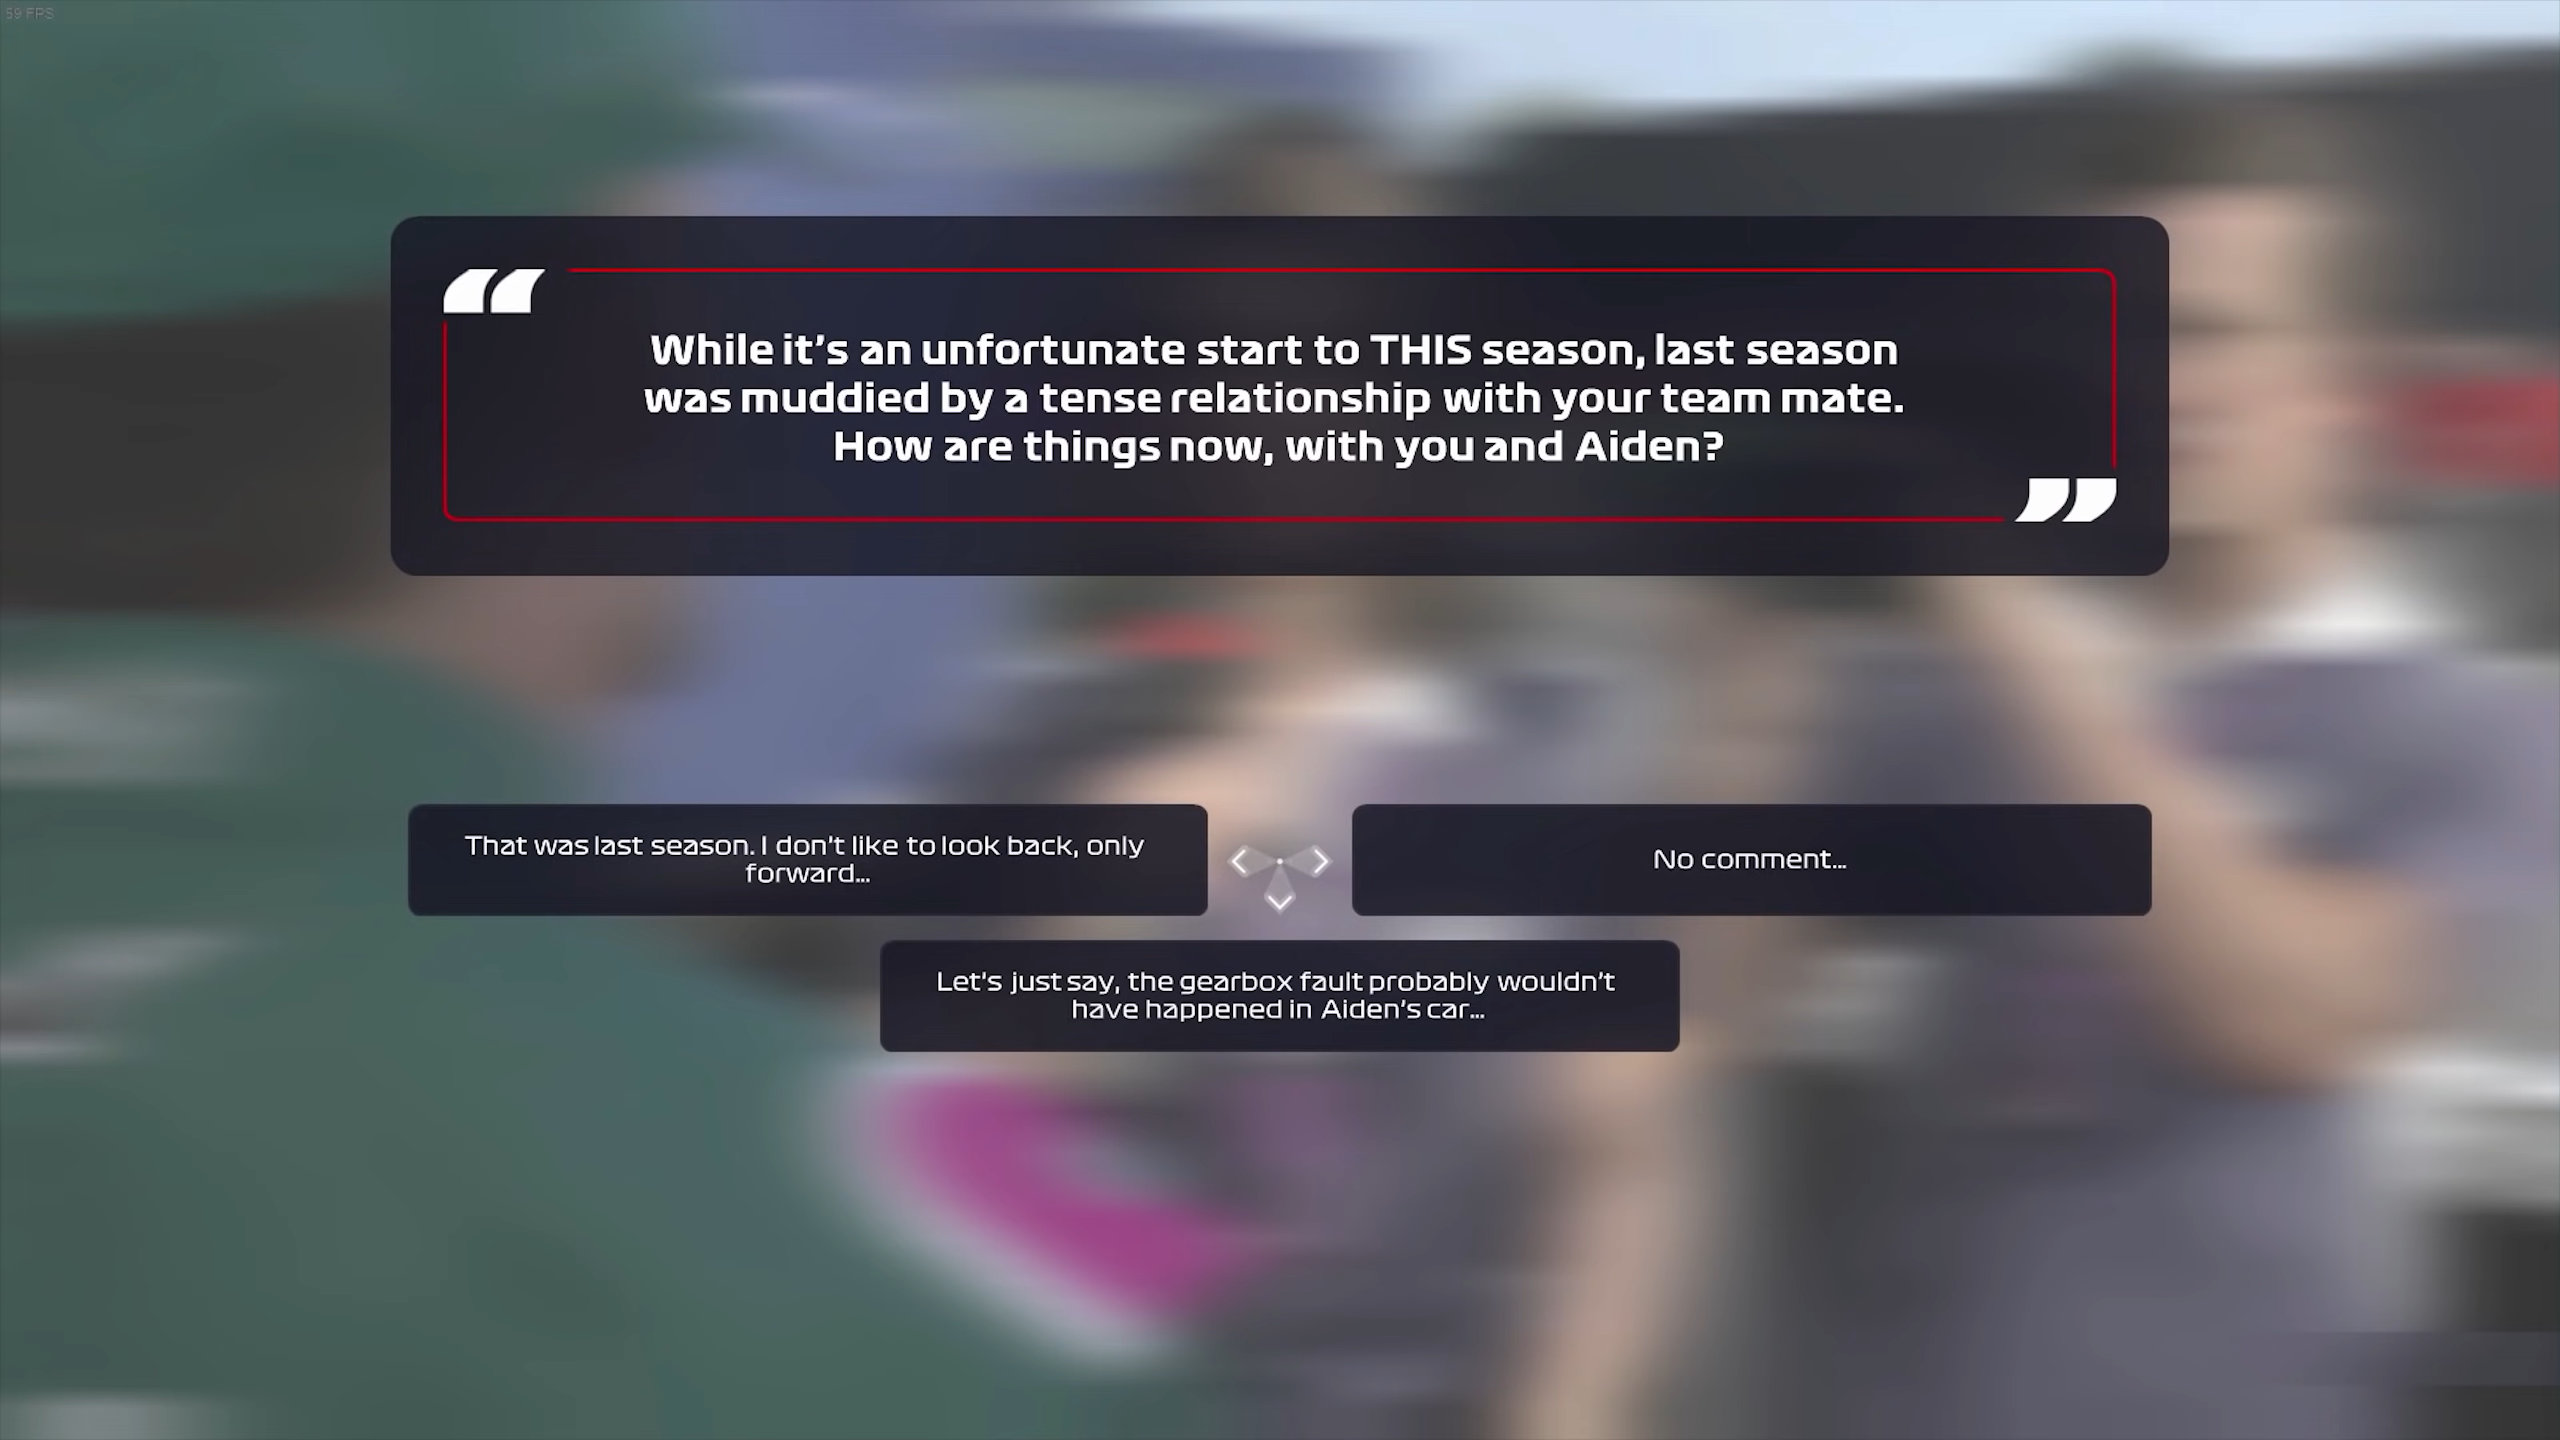 59 FPS
While it’s an unfortunate start to THIS season, last season
was muddied by a tense relationship with your team mate.
How are things now, with you and Aiden?
That was last season. I don't like to look back, only
forward...
No comment...
Let's just say, the gearbox fault probably wouldn't
have happened in Aiden's car...